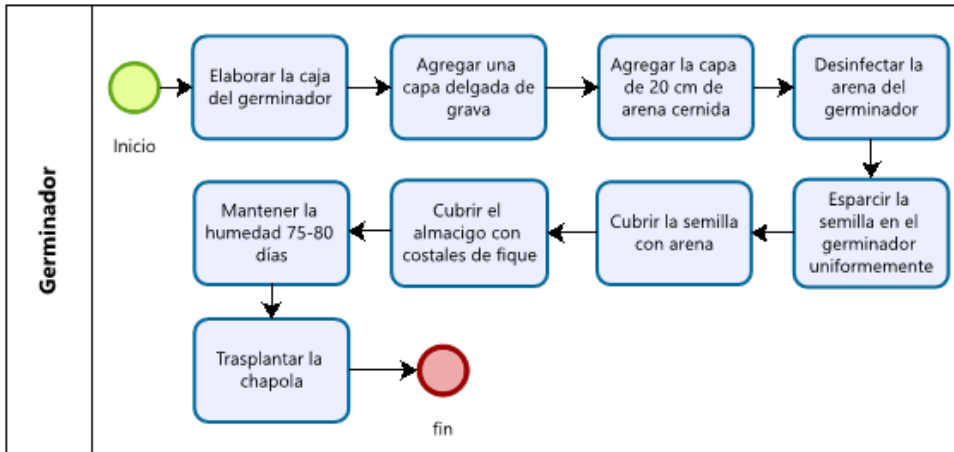 Germinador
Inicio
Elaborar la caja
del germinador
Agregar una
capa delgada de
grava
Agregar la capa
de 20 cm de
arena cernida
Desinfectar la
arena del
germinador
Esparcir la
semilla en el
germinador
uniformemente
Cubrir la semilla
con arena
Cubrir el
almacigo con
costales de fique
Mantener la
humedad 75-80
días
Trasplantar la
chapola
fin